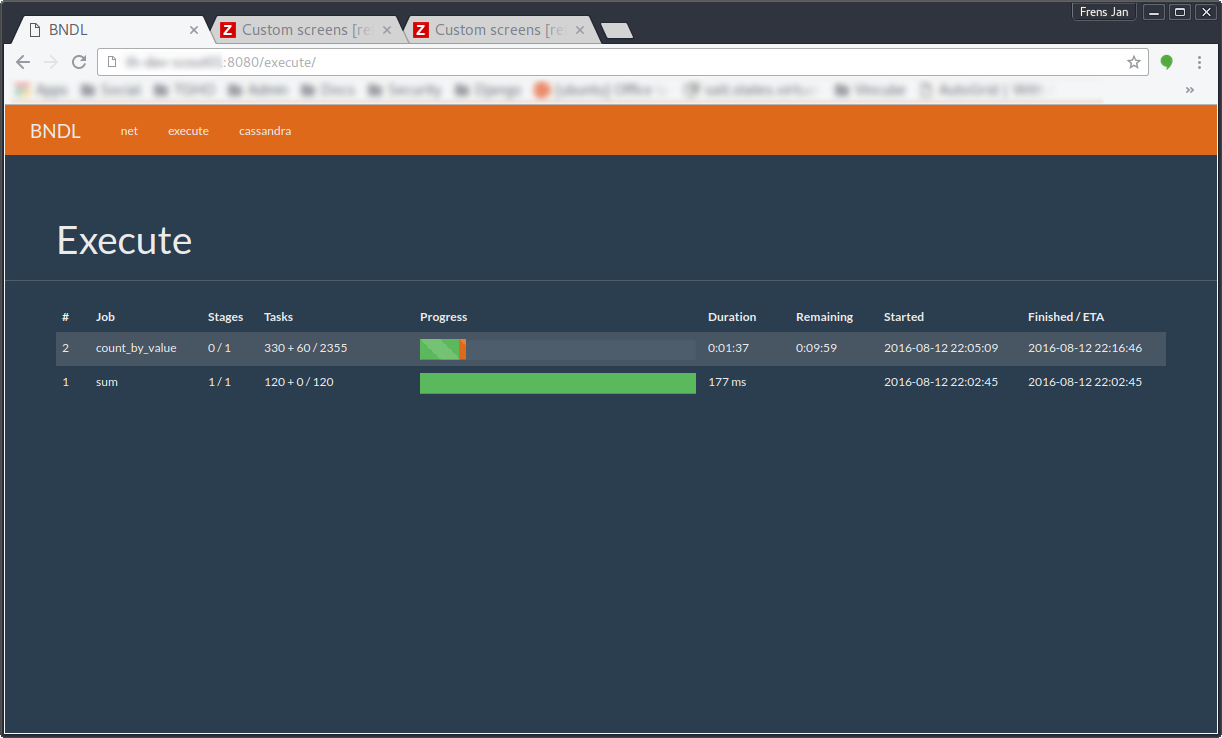 Frens Jan
BNDL Custom screens [re Custom screens [re
:8080/execute/
BNDL net execute cassandra
Execute
# Job Stages Tasks Progress Duration Remaining Started Finished / ETA
2 count_by_value 0 / 1 330 + 60 / 2355 0:01:37 0:09:59 2016-08-12 22:05:09 2016-08-12 22:16:46
1 sum 1 / 1 120 + 0 / 120 177 ms 2016-08-12 22:02:45 2016-08-12 22:02:45